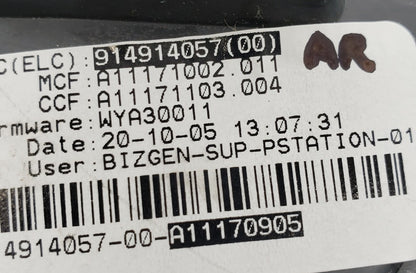 C(ELC):914914057(00)
AR
MCF:A11171002.011
CCF:A11171103.004
rmware:WYA30011
Date:20-10-05 13:07:31
User:BIZGEN-SUP-PSTATION-01
4914057-00-A11170905